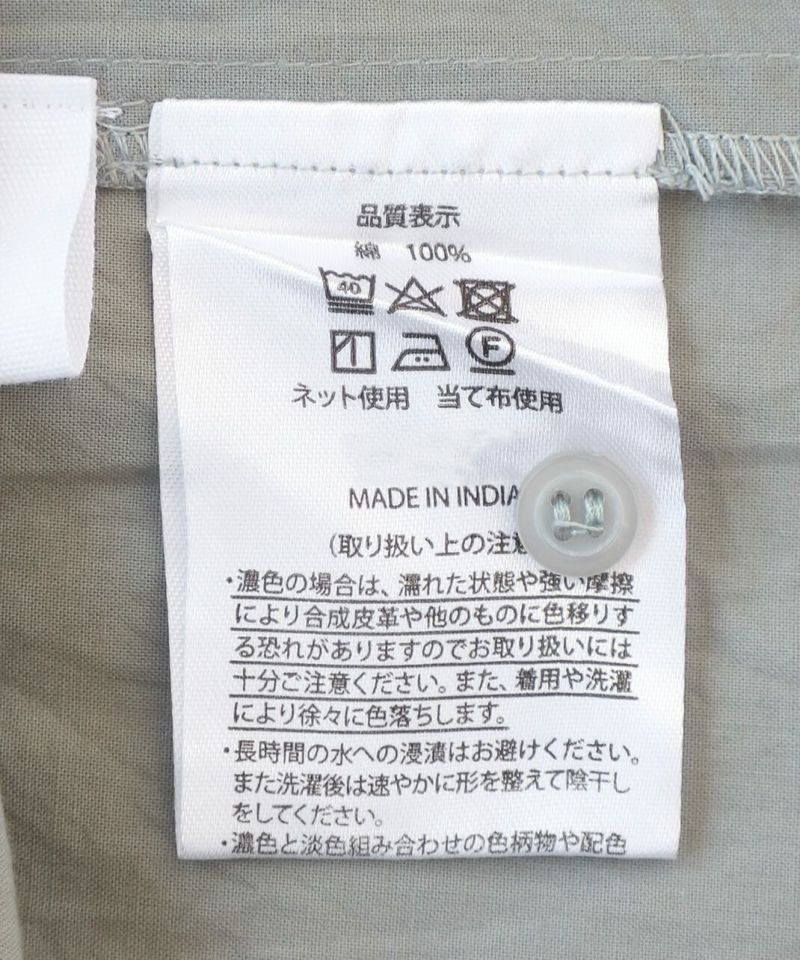 品質表示
綿 100%
40
F
ネット使用 当て布使用
MADE IN INDIA
(取り扱い上の注意
・濃色の場合は、濡れた状態や強い摩擦
により合成皮革や他のものに色移りす
る恐れがありますのでお取り扱いには
十分ご注意ください。また、着用や洗濯
により徐々に色落ちします。
・長時間の水への浸漬はお避けください。
また洗濯後は速やかに形を整えて陰干し
をしてください。
・濃色と淡色組み合わせの色柄物や配色